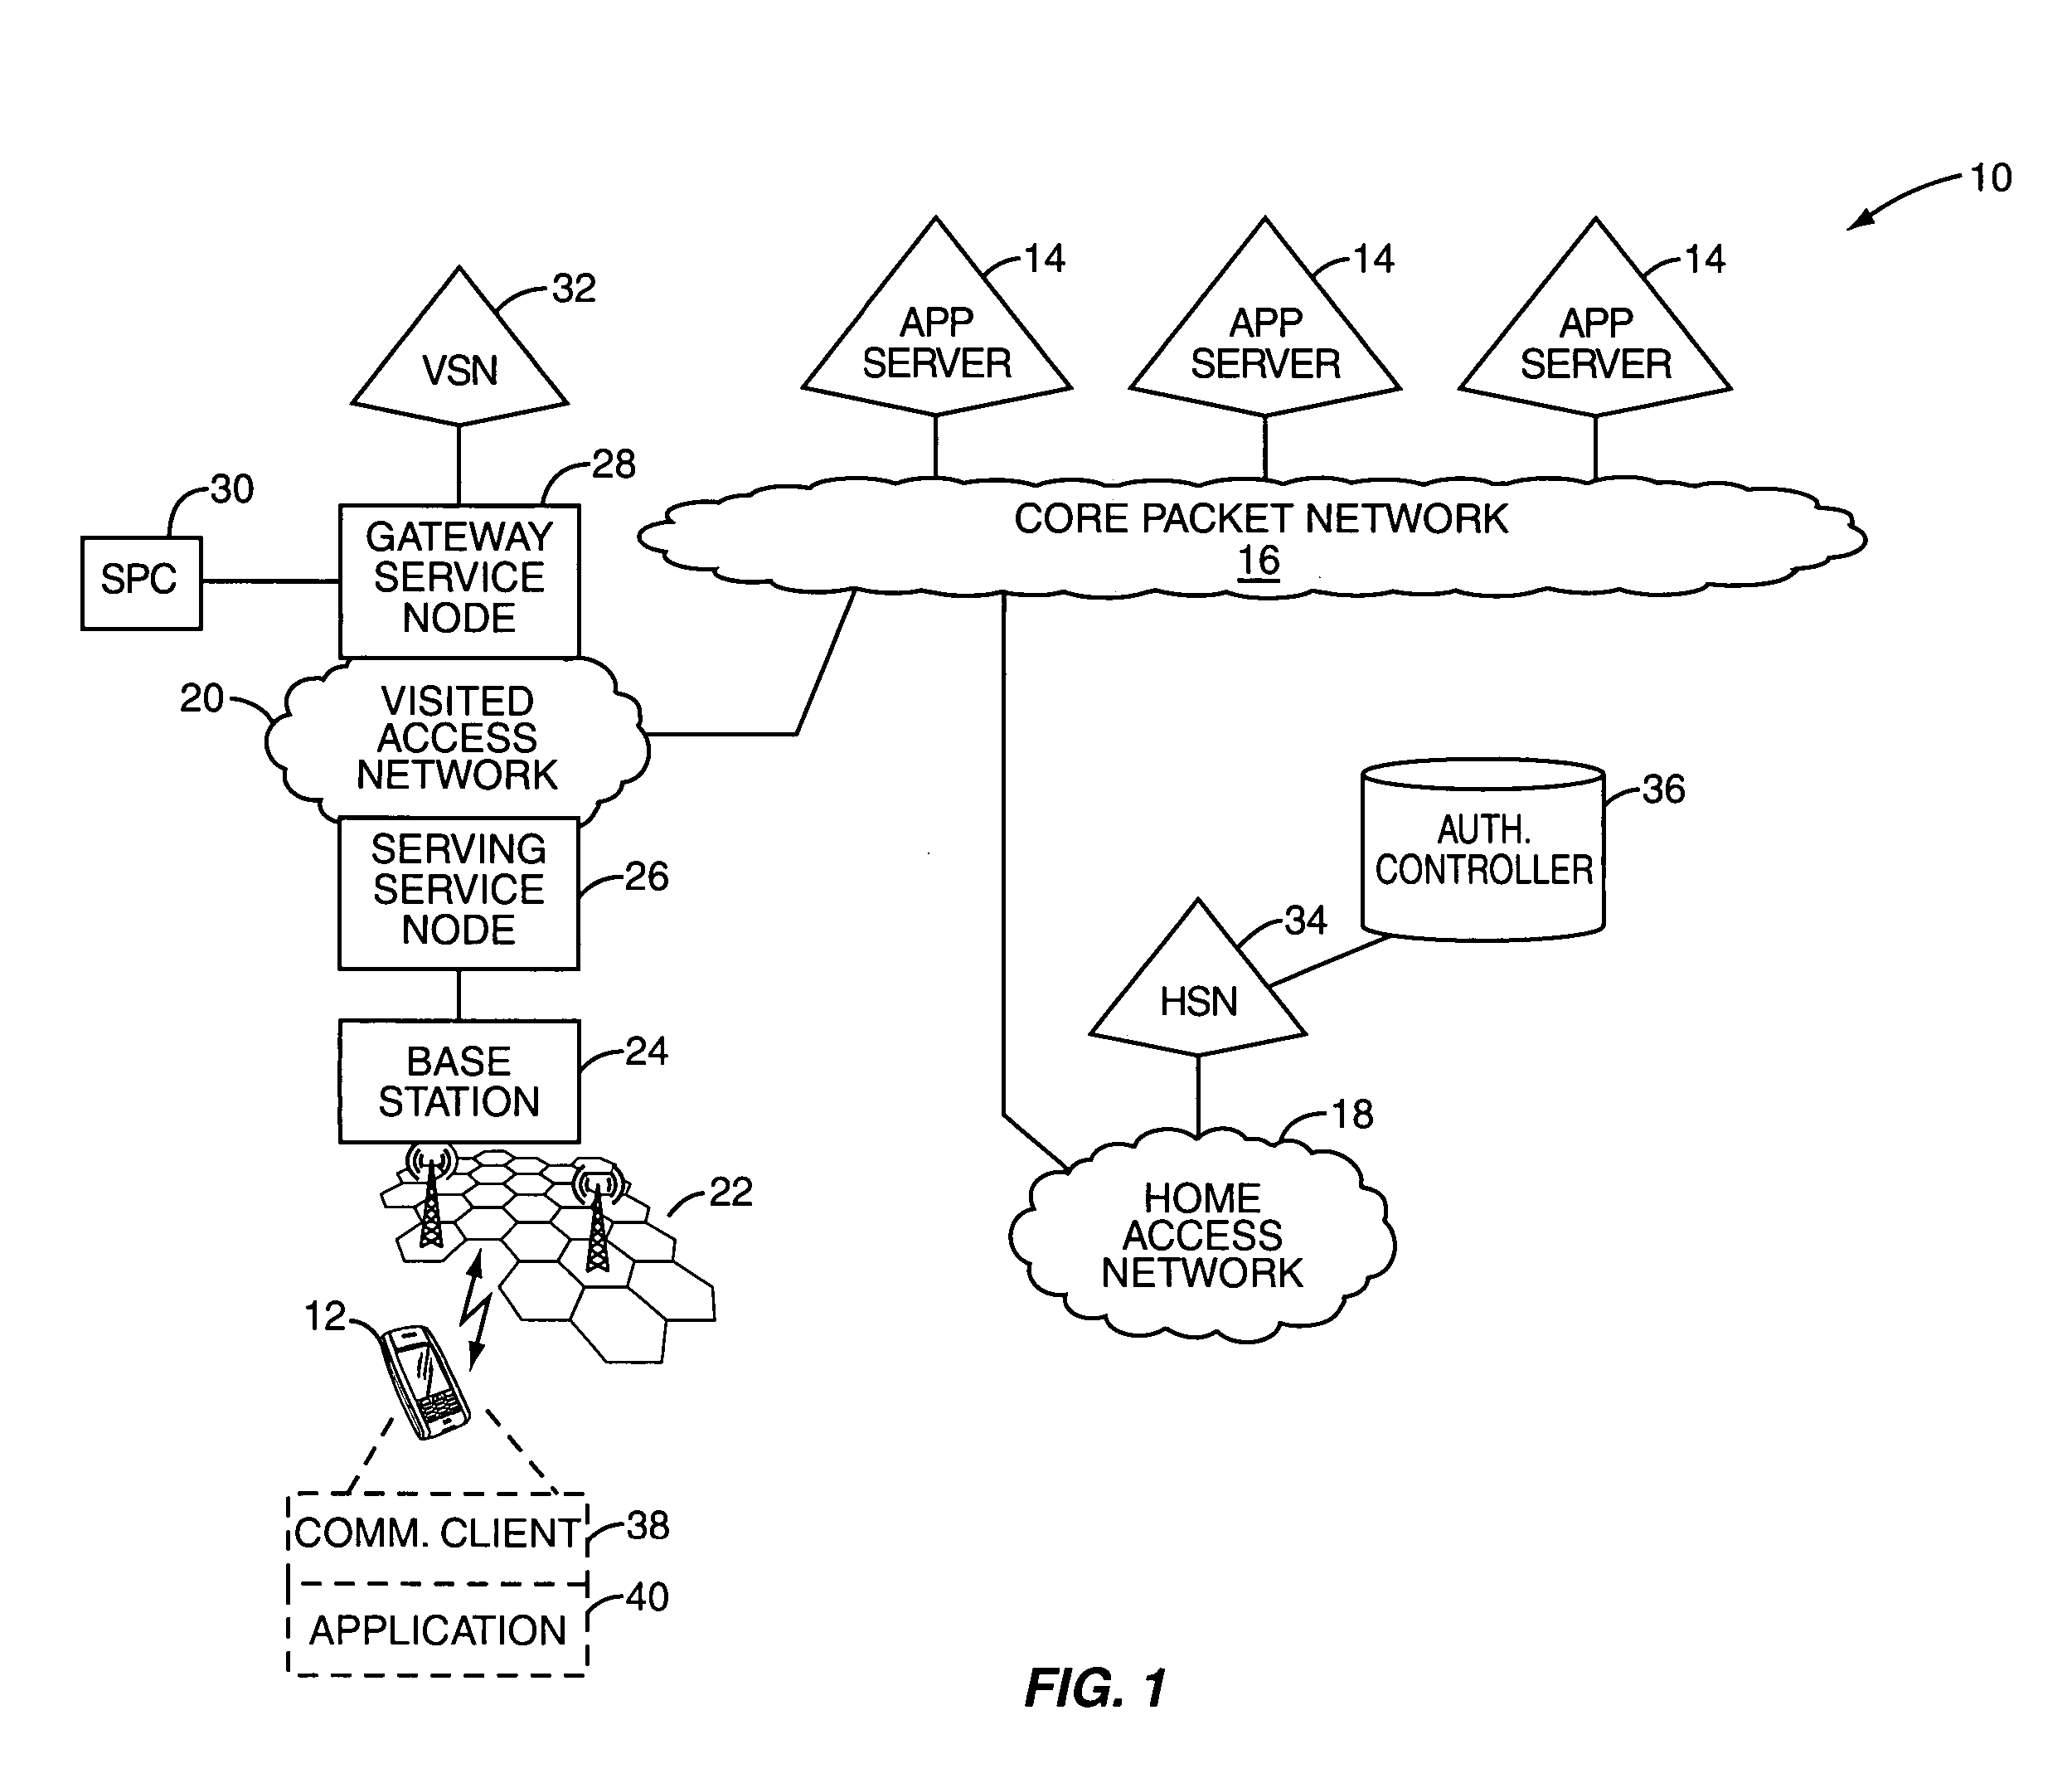 10
14
14
14
32
APP
SERVER
APP
SERVER
APP
SERVER
VSN
28
30
GATEWAY
SERVICE
NODE
SPC
CORE PACKET NETWORK
16
20
VISITED
ACCESS
NETWORK
36
AUTH.
CONTROLLER
SERVING
SERVICE
NODE
26
34
HSN
24
BASE
STATION
18
22
HOME
ACCESS
NETWORK
12
COMM. CLIENT
38
40
APPLICATION
FIG. 1